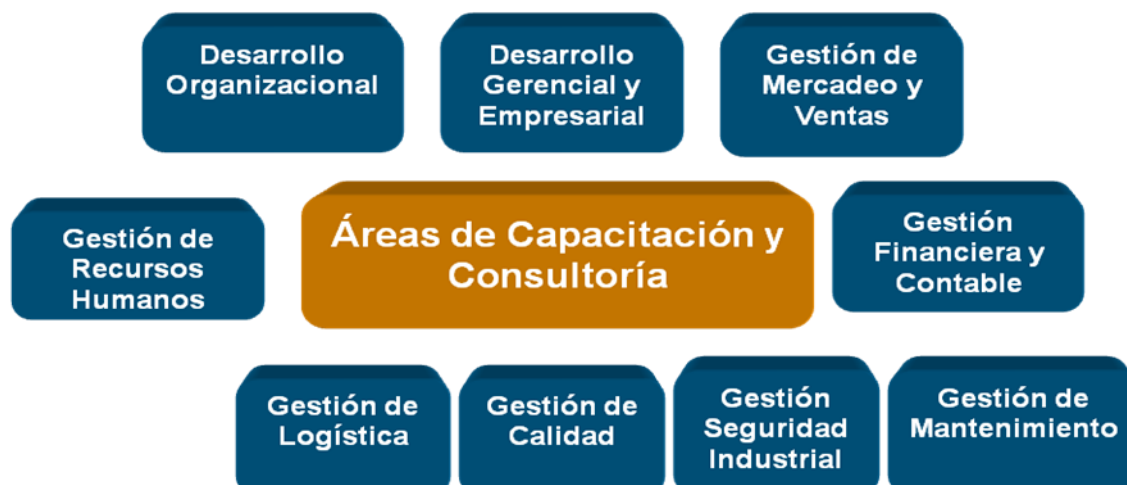 Desarrollo
Organizacional
Desarrollo
Gerencial y
Empresarial
Gestión de
Mercadeo y
Ventas
Gestión de
Recursos
Humanos
Áreas de Capacitación y
Consultoría
Gestión
Financiera y
Contable
Gestión de
Logística
Gestión de
Calidad
Gestión
Seguridad
Industrial
Gestión de
Mantenimiento